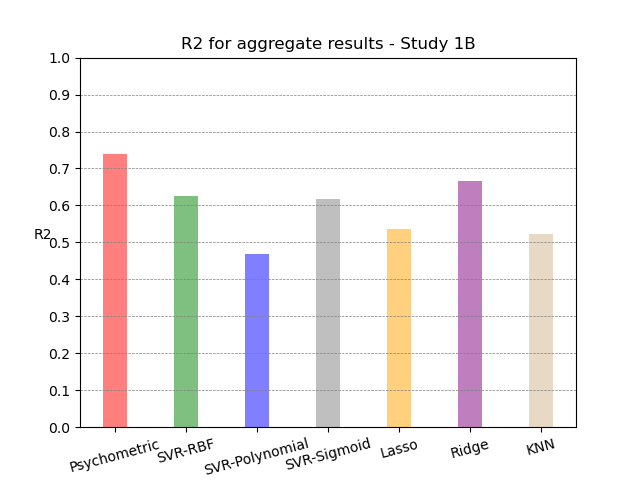 R2 for aggregate results - Study 1B
1.0
0.9
0.8
0.7
0.6
0.5
0.4
0.3
0.2
0.1
0.0
R2
Psychometric
SVR-RBF
SVR-Polynomial
SVR-Sigmoid
Lasso
Ridge
KNN